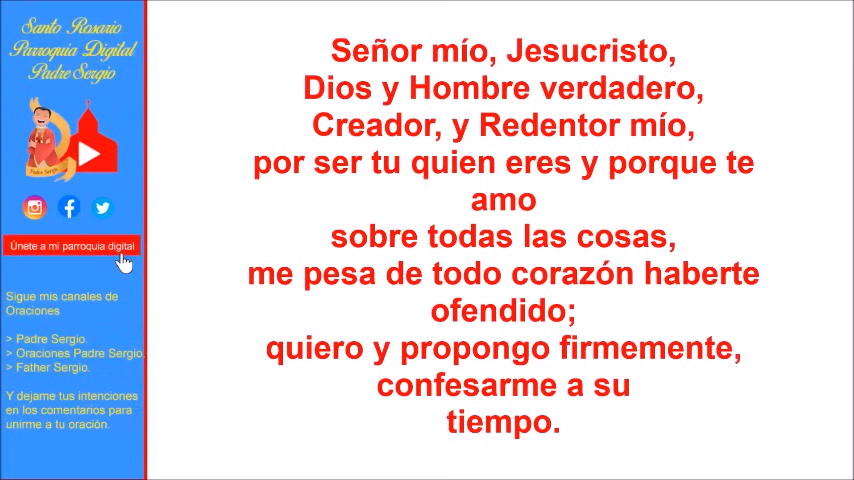 Santo Rosario
Parroquia Digital
Padre Sergio
Padre Sergio
Únete a mi parroquia digital
Sigue mis canales de
Oraciones
> Padre Sergio.
> Oraciones Padre Sergio.
> Father Sergio.
Y dejame tus intenciones
en los comentarios para
unirme a tu oración.
Señor mío, Jesucristo,
Dios y Hombre verdadero,
Creador, y Redentor mío,
por ser tu quien eres y porque te
amo
sobre todas las cosas,
me pesa de todo corazón haberte
ofendido;
quiero y propongo firmemente,
confesarme a su
tiempo.